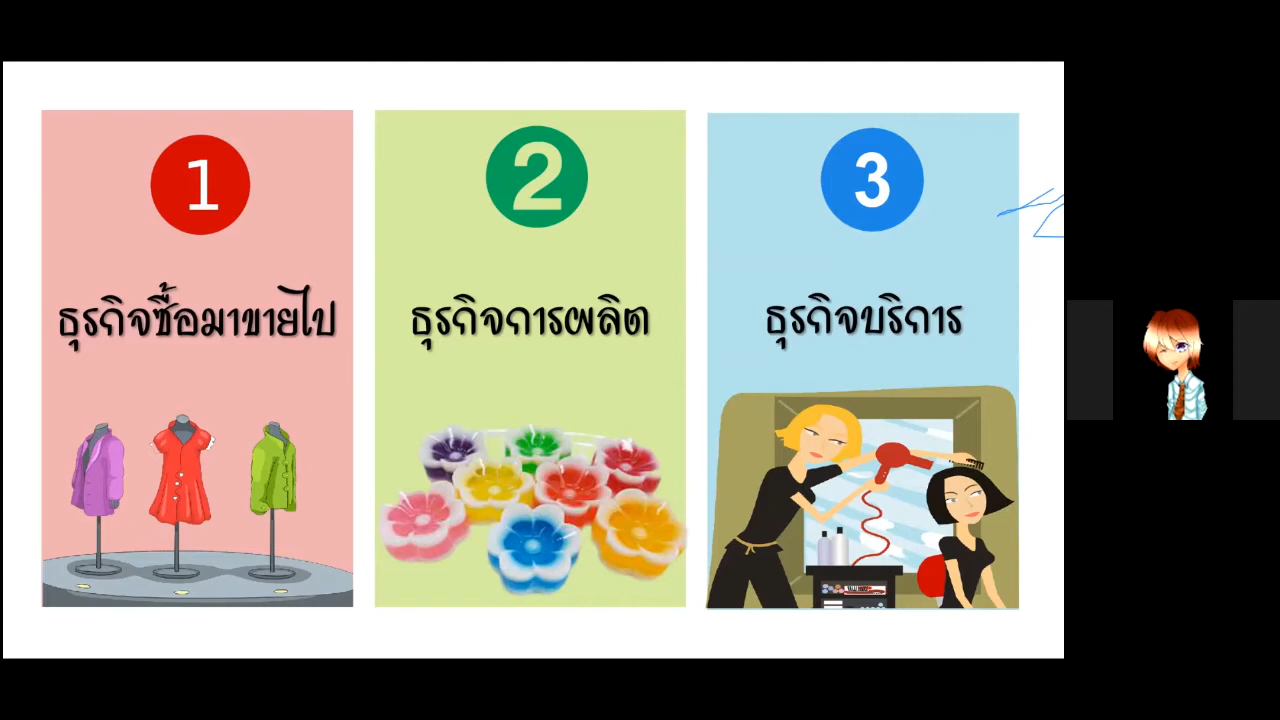 1
ธุรกิจซื้อมาขายไป
2
ธุรกิจการผลิต
3
ธุรกิจบริการ